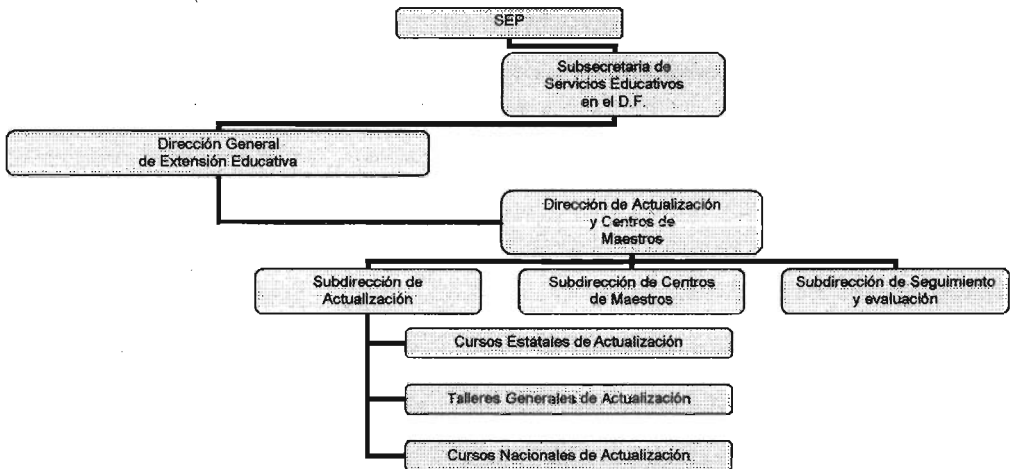 SEP
Subsecretaria de
Servicios Educativos
en el D.F.
Dirección General
de Extensión Educativa
Dirección de Actualización
y Centros de
Maestros
Subdirección de
Actualización
Subdirección de Centros
de Maestros
Subdirección de Seguimiento
y evaluación
Cursos Estatales de Actualización
Talleres Generales de Actualización
Cursos Nacionales de Actualización